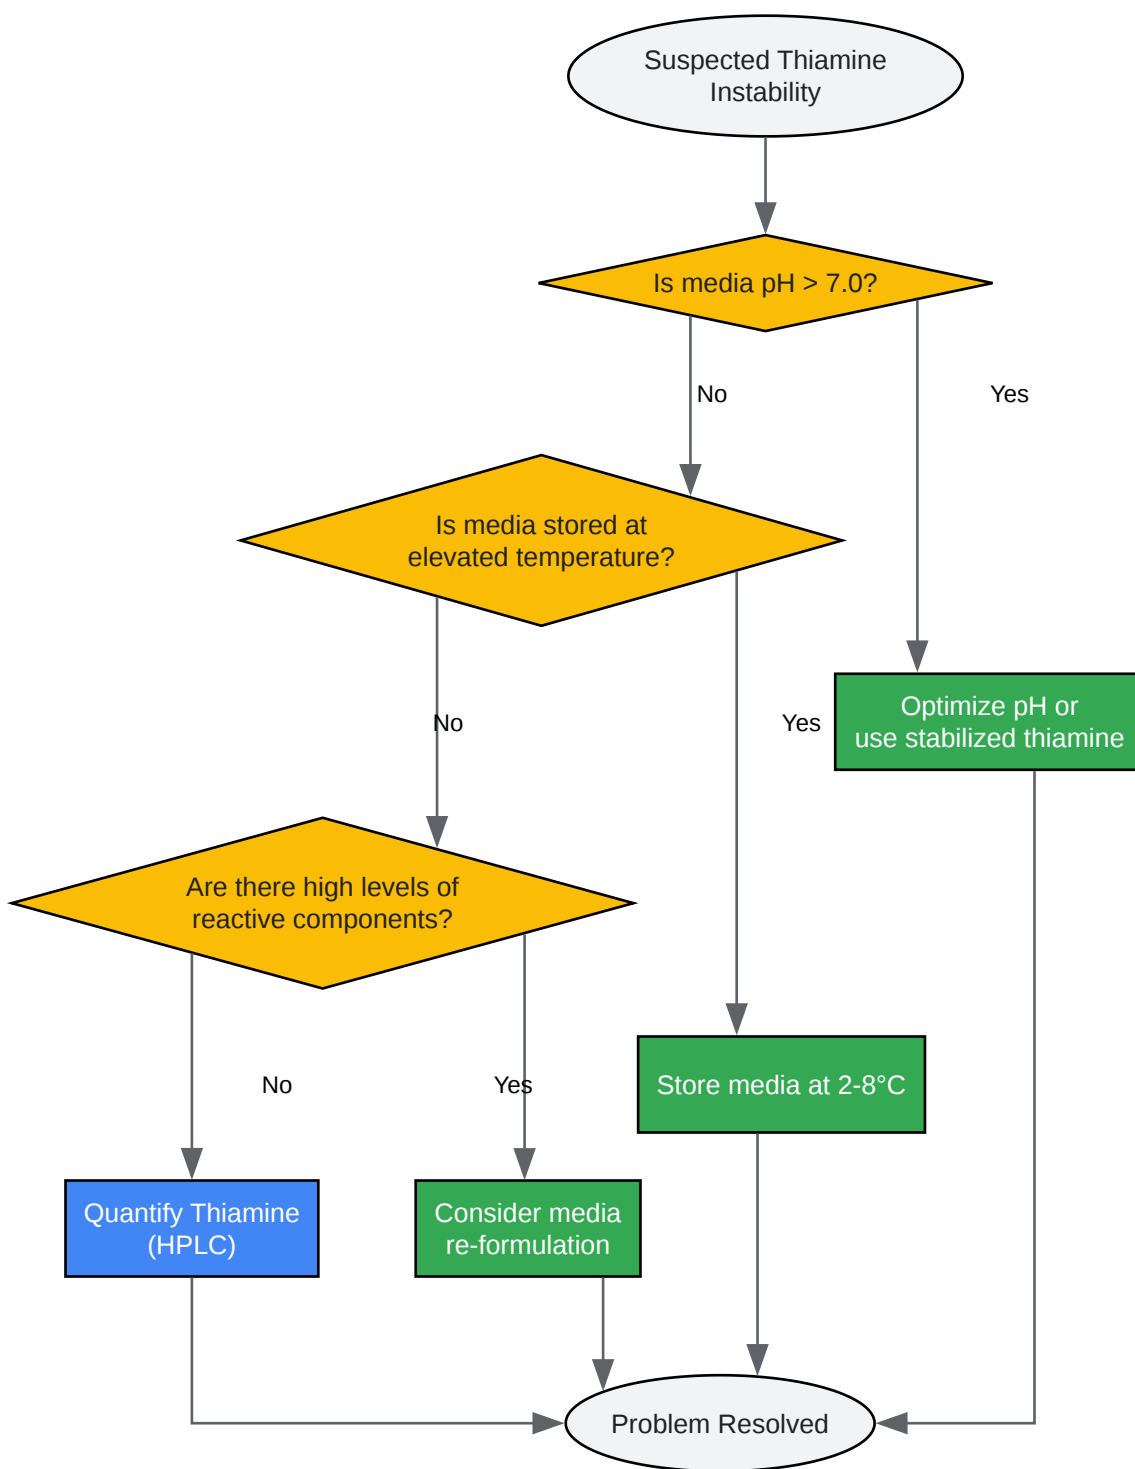 Suspected Thiamine
Instability
Is media pH > 7.0?
No
Yes
Is media stored at
elevated temperature?
No
Yes
Optimize pH or
use stabilized thiamine
Are there high levels of
reactive components?
No
Yes
Store media at 2-8°C
Quantify Thiamine
(HPLC)
Consider media
re-formulation
Problem Resolved